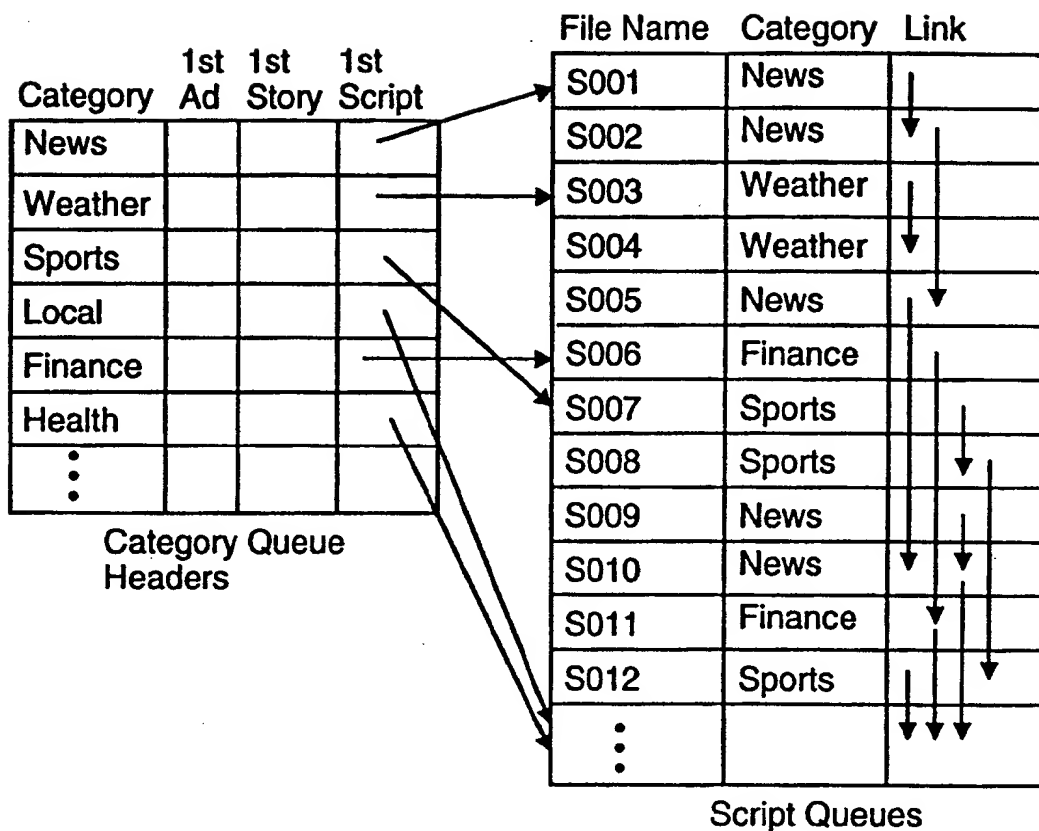 1st 1st 1st
Category Ad Story Script
News
Weather
Sports
Local
Finance
Health
Category Queue
Headers
File Name Category Link
S001 News
S002 News
S003 Weather
S004 Weather
S005 News
S006 Finance
S007 Sports
S008 Sports
S009 News
S010 News
S011 Finance
S012 Sports
Script Queues